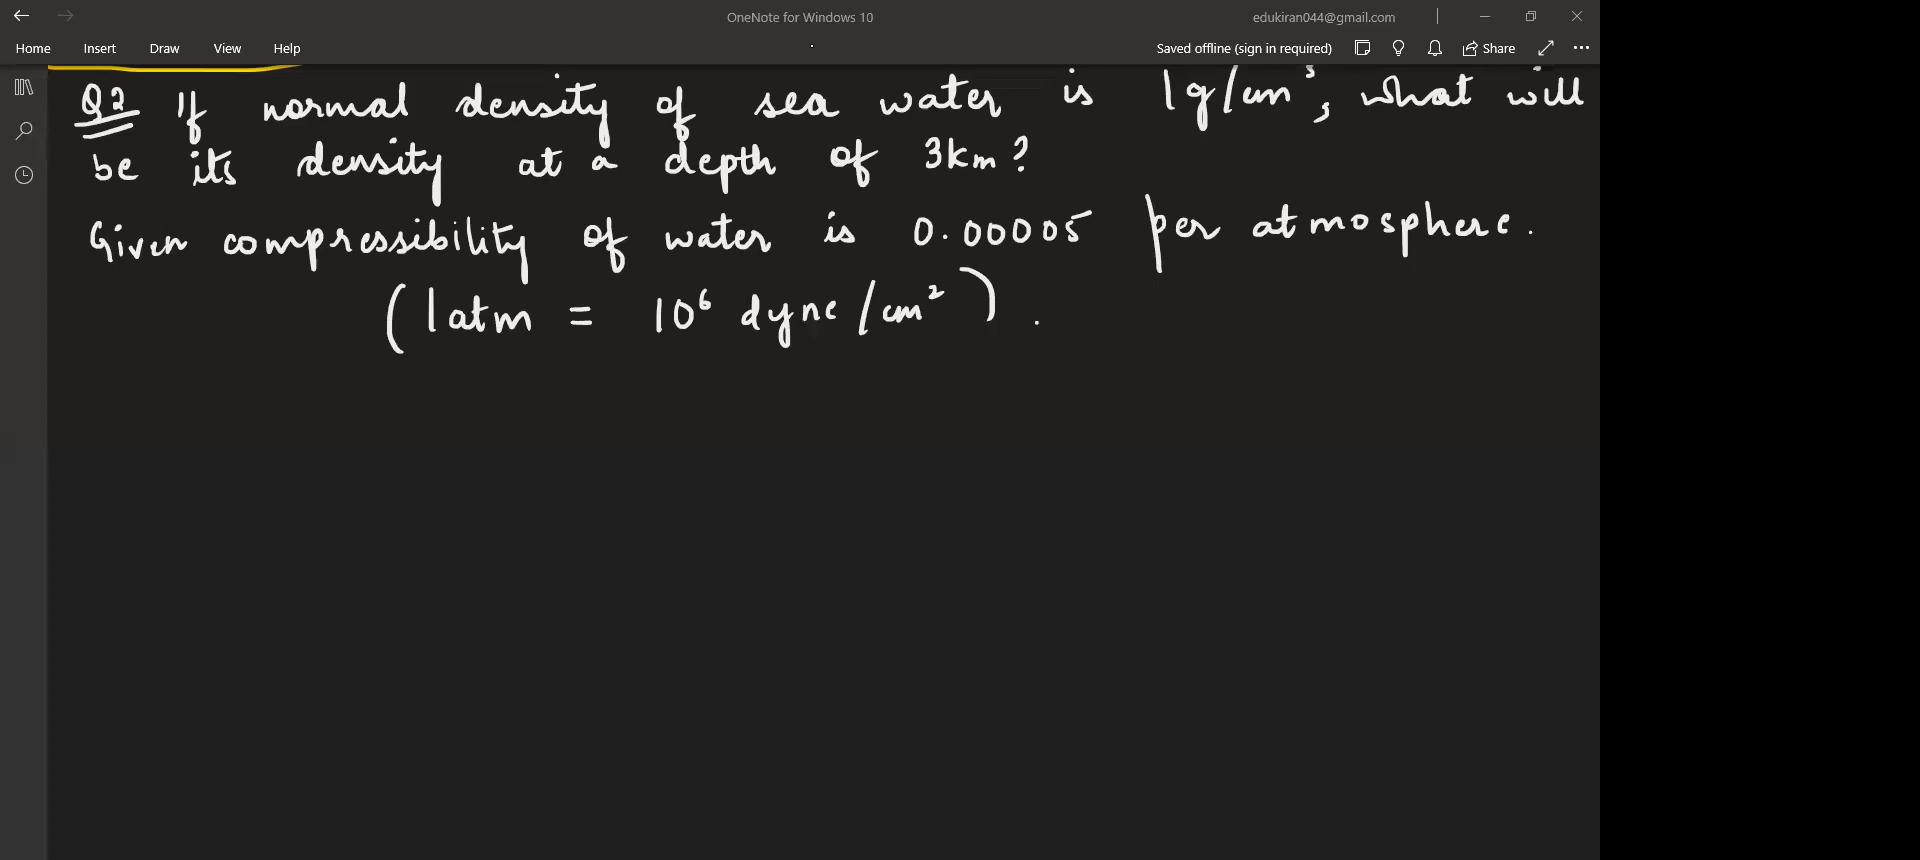 OneNote for Windows 10
edukiran044@gmail.com
Home Insert Draw View Help
Saved offline (sign in required)
Share
Q2 If normal density of sea water is 1g/cm³, what will
be its density at a depth of 3km?
Given compressibility of water is 0.00005 per atmosphere.
(1atm = 10⁶ dyne/cm²).